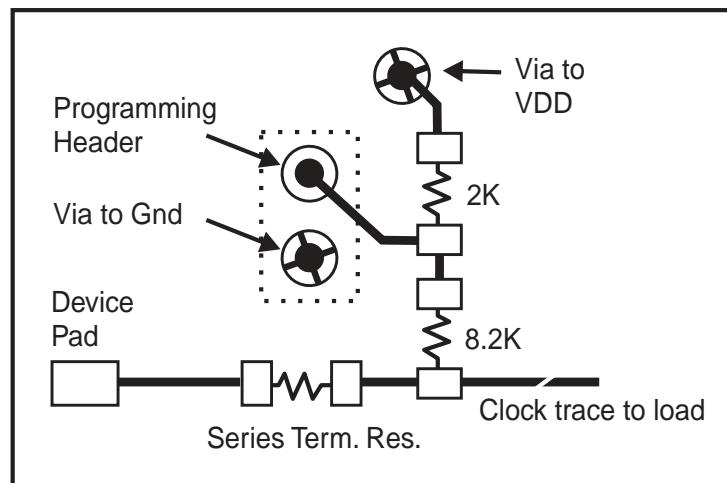 Via to
VDD
Programming
Header
2K
Via to Gnd
Device
Pad
8.2K
Clock trace to load
Series Term. Res.